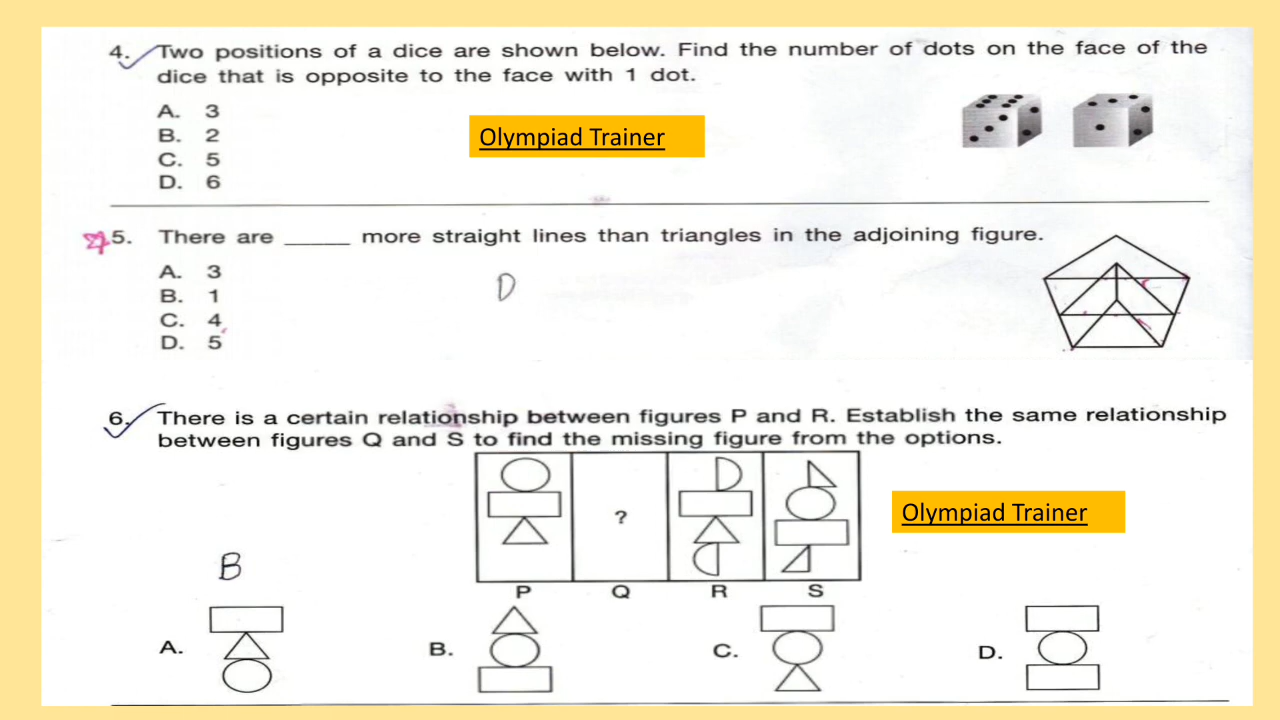 4. Two positions of a dice are shown below. Find the number of dots on the face of the
dice that is opposite to the face with 1 dot.
A. 3
B. 2
C. 5
D. 6
Olympiad Trainer
5. There are _____ more straight lines than triangles in the adjoining figure.
A. 3
B. 1
C. 4
D. 5
D
6. There is a certain relationship between figures P and R. Establish the same relationship
between figures Q and S to find the missing figure from the options.
?
P Q R S
Olympiad Trainer
B
A. B. C. D.